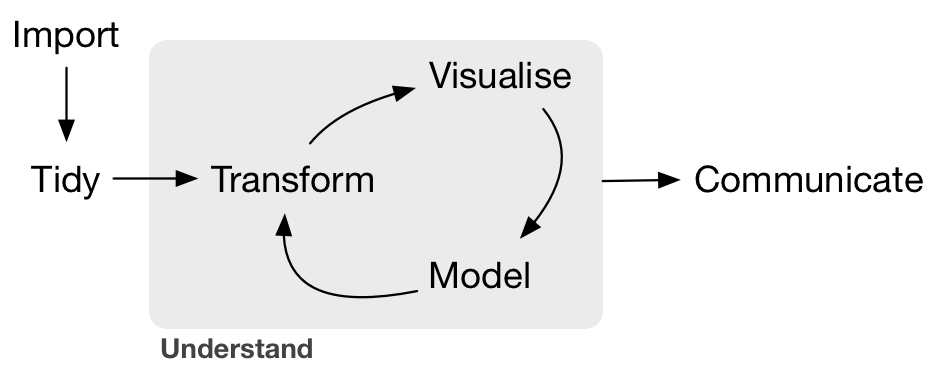 Import
Tidy
Transform
Visualise
Model
Understand
Communicate